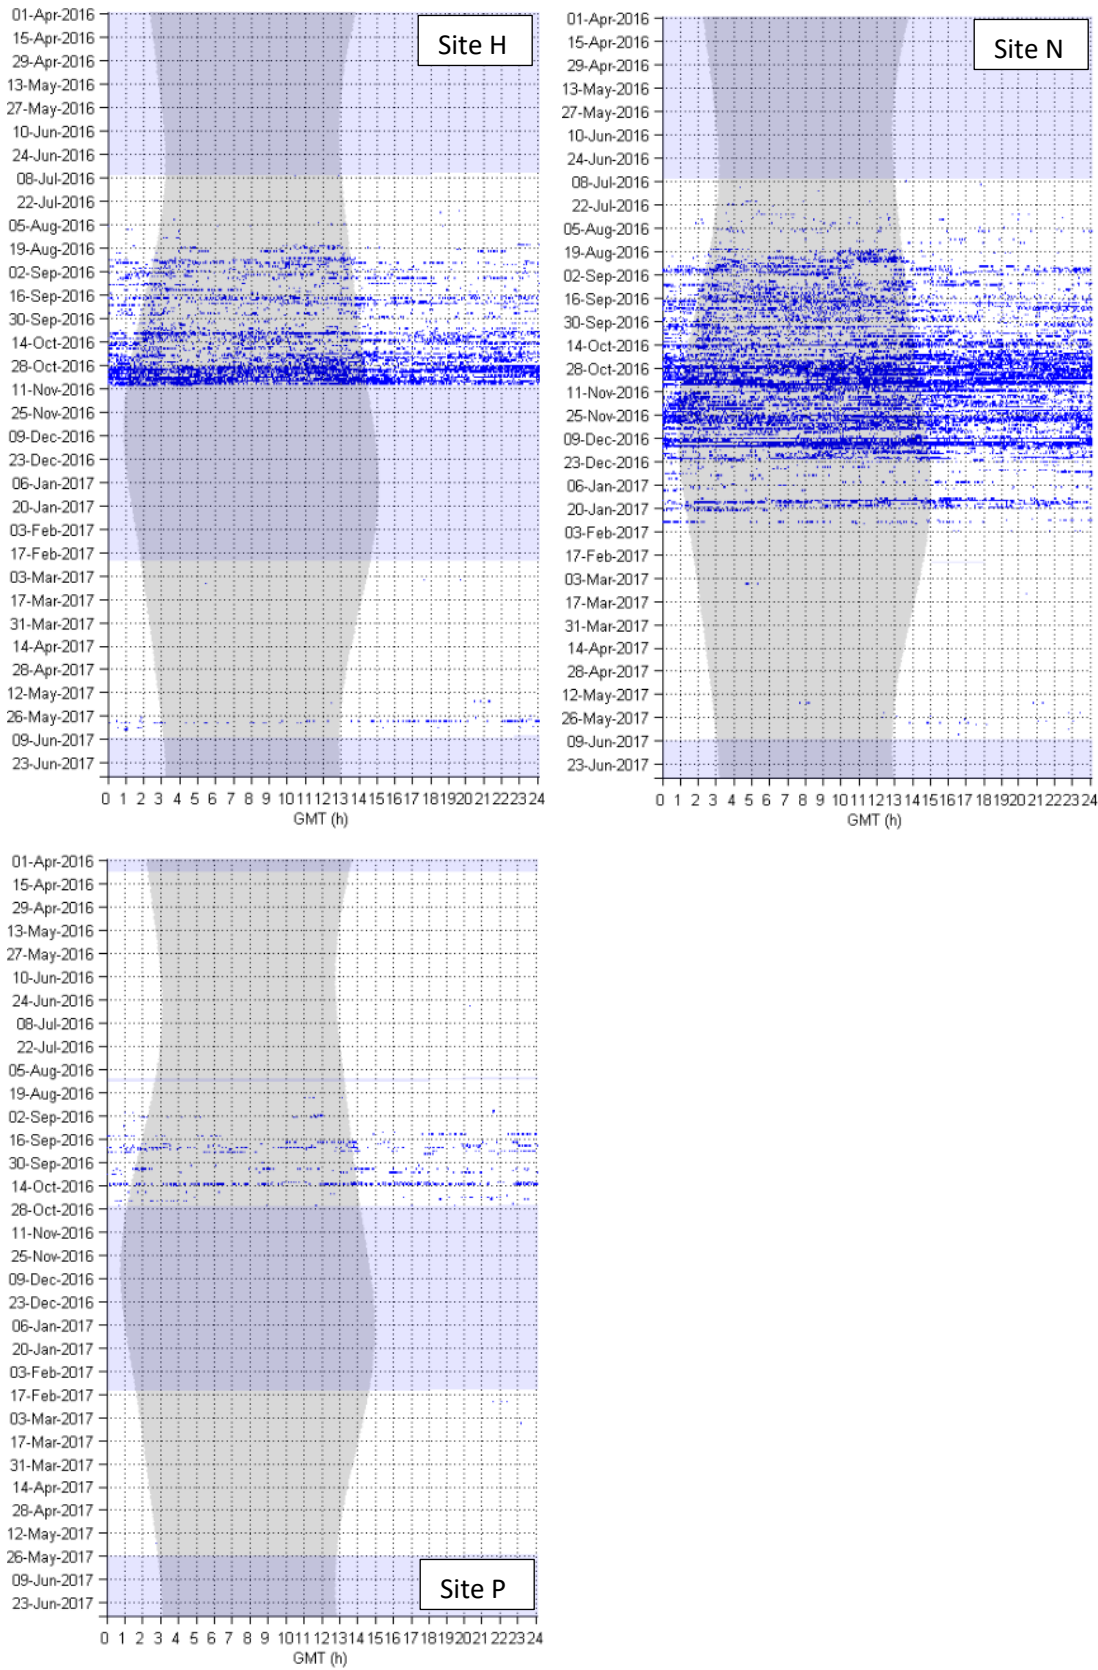 Site H
01-Apr-2016
15-Apr-2016
29-Apr-2016
13-May-2016
27-May-2016
10-Jun-2016
24-Jun-2016
08-Jul-2016
22-Jul-2016
05-Aug-2016
19-Aug-2016
02-Sep-2016
16-Sep-2016
30-Sep-2016
14-Oct-2016
28-Oct-2016
11-Nov-2016
25-Nov-2016
09-Dec-2016
23-Dec-2016
06-Jan-2017
20-Jan-2017
03-Feb-2017
17-Feb-2017
03-Mar-2017
17-Mar-2017
31-Mar-2017
14-Apr-2017
28-Apr-2017
12-May-2017
26-May-2017
09-Jun-2017
23-Jun-2017
0 1 2 3 4 5 6 7 8 9 10 11 12 13 14 15 16 17 18 19 20 21 22 23 24
GMT (h)
Site N
01-Apr-2016
15-Apr-2016
29-Apr-2016
13-May-2016
27-May-2016
10-Jun-2016
24-Jun-2016
08-Jul-2016
22-Jul-2016
05-Aug-2016
19-Aug-2016
02-Sep-2016
16-Sep-2016
30-Sep-2016
14-Oct-2016
28-Oct-2016
11-Nov-2016
25-Nov-2016
09-Dec-2016
23-Dec-2016
06-Jan-2017
20-Jan-2017
03-Feb-2017
17-Feb-2017
03-Mar-2017
17-Mar-2017
31-Mar-2017
14-Apr-2017
28-Apr-2017
12-May-2017
26-May-2017
09-Jun-2017
23-Jun-2017
0 1 2 3 4 5 6 7 8 9 10 11 12 13 14 15 16 17 18 19 20 21 22 23 24
GMT (h)
01-Apr-2016
15-Apr-2016
29-Apr-2016
13-May-2016
27-May-2016
10-Jun-2016
24-Jun-2016
08-Jul-2016
22-Jul-2016
05-Aug-2016
19-Aug-2016
02-Sep-2016
16-Sep-2016
30-Sep-2016
14-Oct-2016
28-Oct-2016
11-Nov-2016
25-Nov-2016
09-Dec-2016
23-Dec-2016
06-Jan-2017
20-Jan-2017
03-Feb-2017
17-Feb-2017
03-Mar-2017
17-Mar-2017
31-Mar-2017
14-Apr-2017
28-Apr-2017
12-May-2017
26-May-2017
09-Jun-2017
23-Jun-2017
Site P
0 1 2 3 4 5 6 7 8 9 10 11 12 13 14 15 16 17 18 19 20 21 22 23 24
GMT (h)